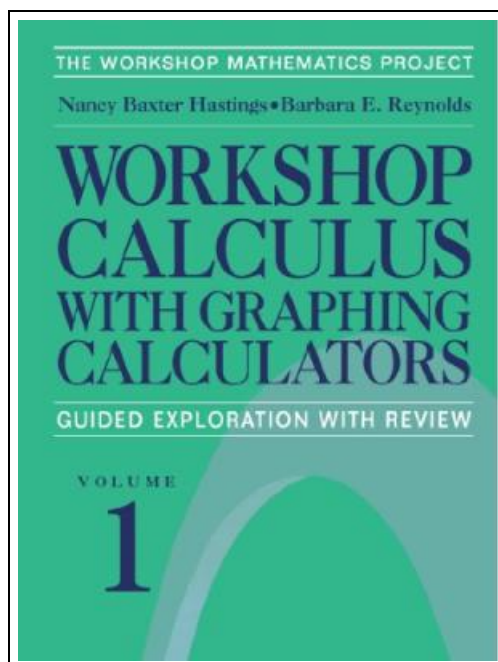 THE WORKSHOP MATHEMATICS PROJECT
Nancy Baxter Hastings•Barbara E. Reynolds
WORKSHOP
CALCULUS
WITH GRAPHING
CALCULATORS
GUIDED EXPLORATION WITH REVIEW
VOLUME
1